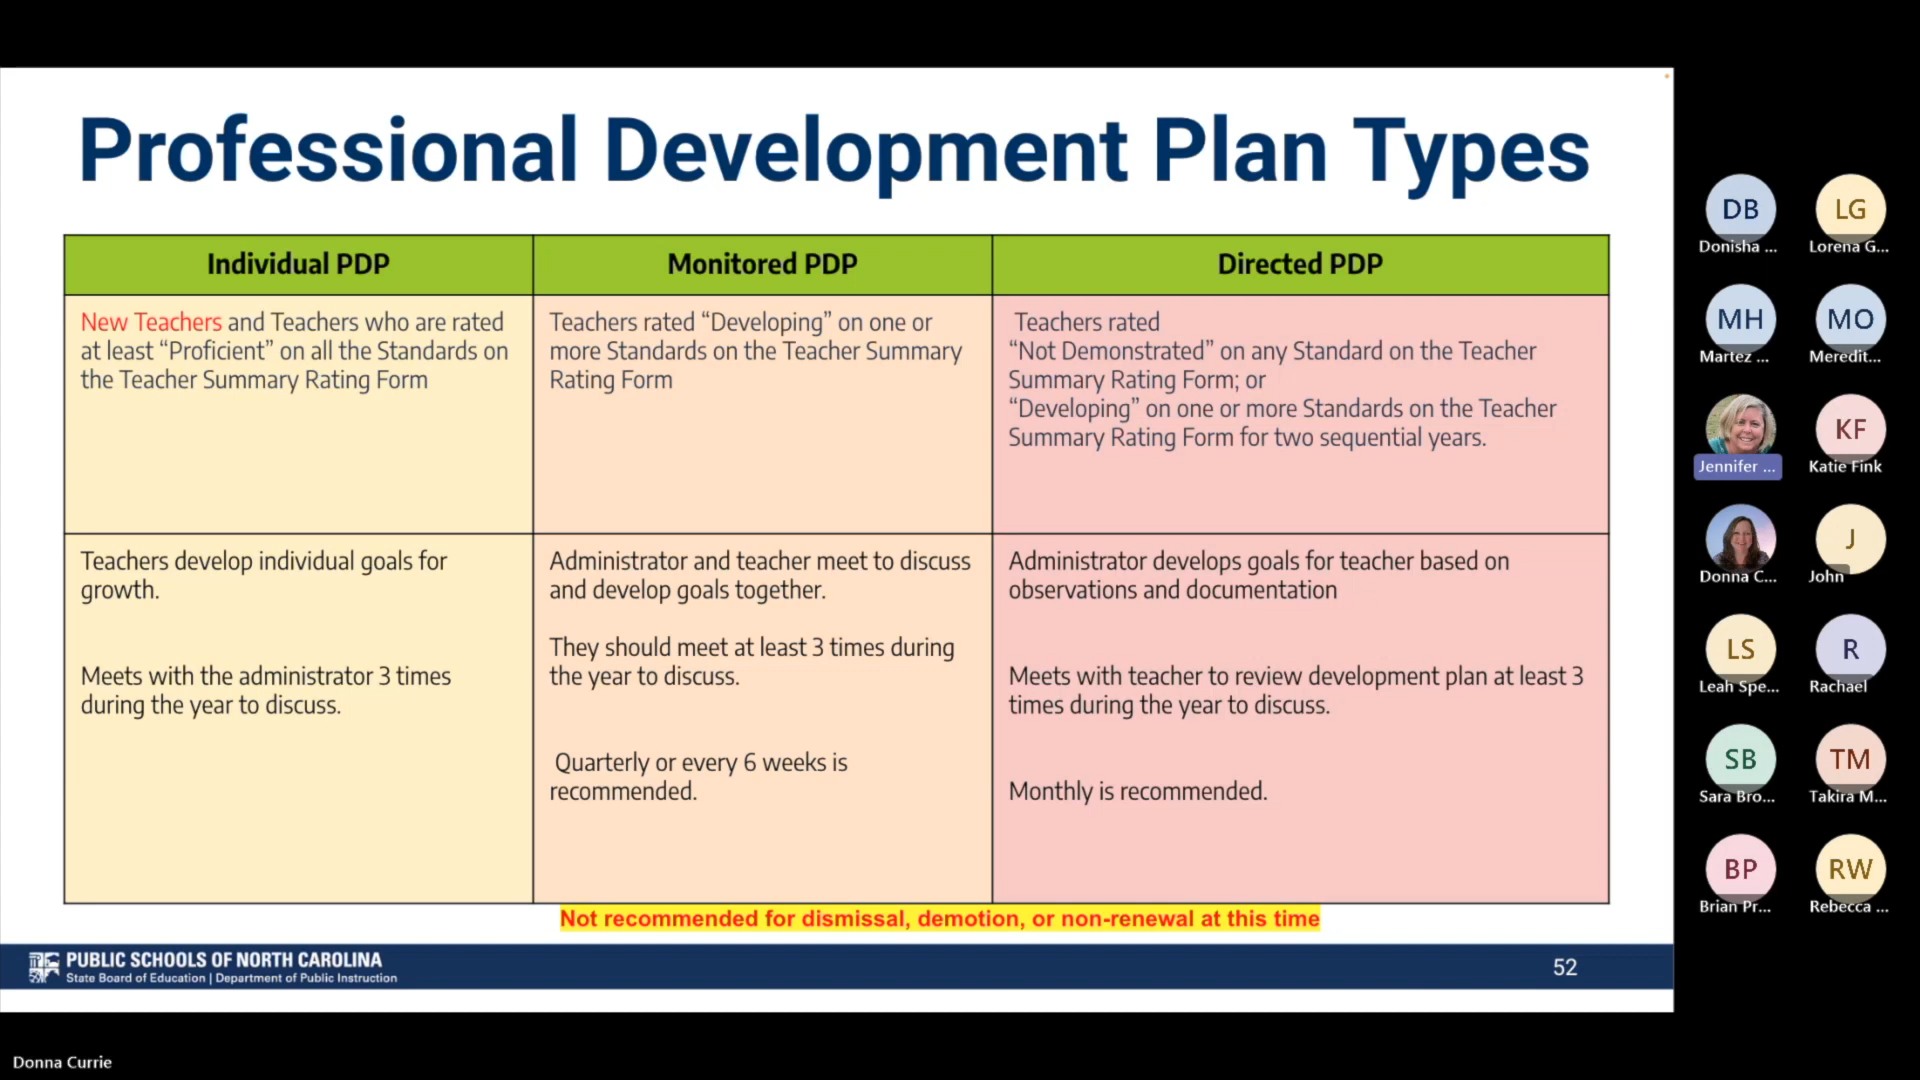 Professional Development Plan Types
Individual PDP
Monitored PDP
Directed PDP
New Teachers and Teachers who are rated
at least “Proficient” on all the Standards on
the Teacher Summary Rating Form
Teachers rated “Developing” on one or
more Standards on the Teacher Summary
Rating Form
Teachers rated
“Not Demonstrated” on any Standard on the Teacher
Summary Rating Form; or
“Developing” on one or more Standards on the Teacher
Summary Rating Form for two sequential years.
Teachers develop individual goals for
growth.
Meets with the administrator 3 times
during the year to discuss.
Administrator and teacher meet to discuss
and develop goals together.
They should meet at least 3 times during
the year to discuss.
Quarterly or every 6 weeks is
recommended.
Administrator develops goals for teacher based on
observations and documentation
Meets with teacher to review development plan at least 3
times during the year to discuss.
Monthly is recommended.
Not recommended for dismissal, demotion, or non-renewal at this time
PUBLIC SCHOOLS OF NORTH CAROLINA
State Board of Education | Department of Public Instruction
52
DB
Donisha ...
LG
Lorena G...
MH
Martez ...
MO
Meredit...
Jennifer ...
KF
Katie Fink
Donna C...
J
John
LS
Leah Spe...
R
Rachael
SB
Sara Bro...
TM
Takira M...
BP
Brian Pr...
RW
Rebecca ...
Donna Currie